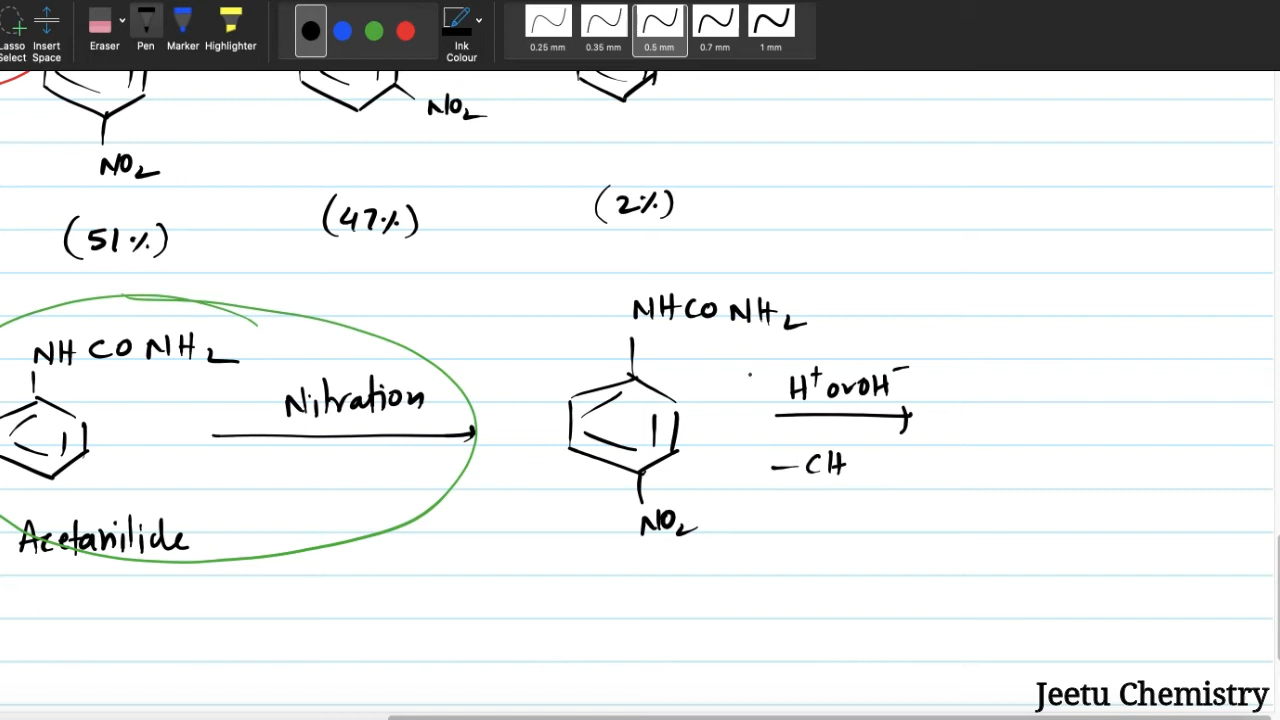 Lasso Select
Insert Space
Eraser
Pen
Marker
Highlighter
Ink Colour
0.25 mm
0.35 mm
0.5 mm
0.7 mm
1 mm
NO2
NO2
(51%)
(47%)
(2%)
NHCONH2
NHCONH2
Nitration
H+ or OH-
-CH
NO2
Acetanilide
Jeetu Chemistry